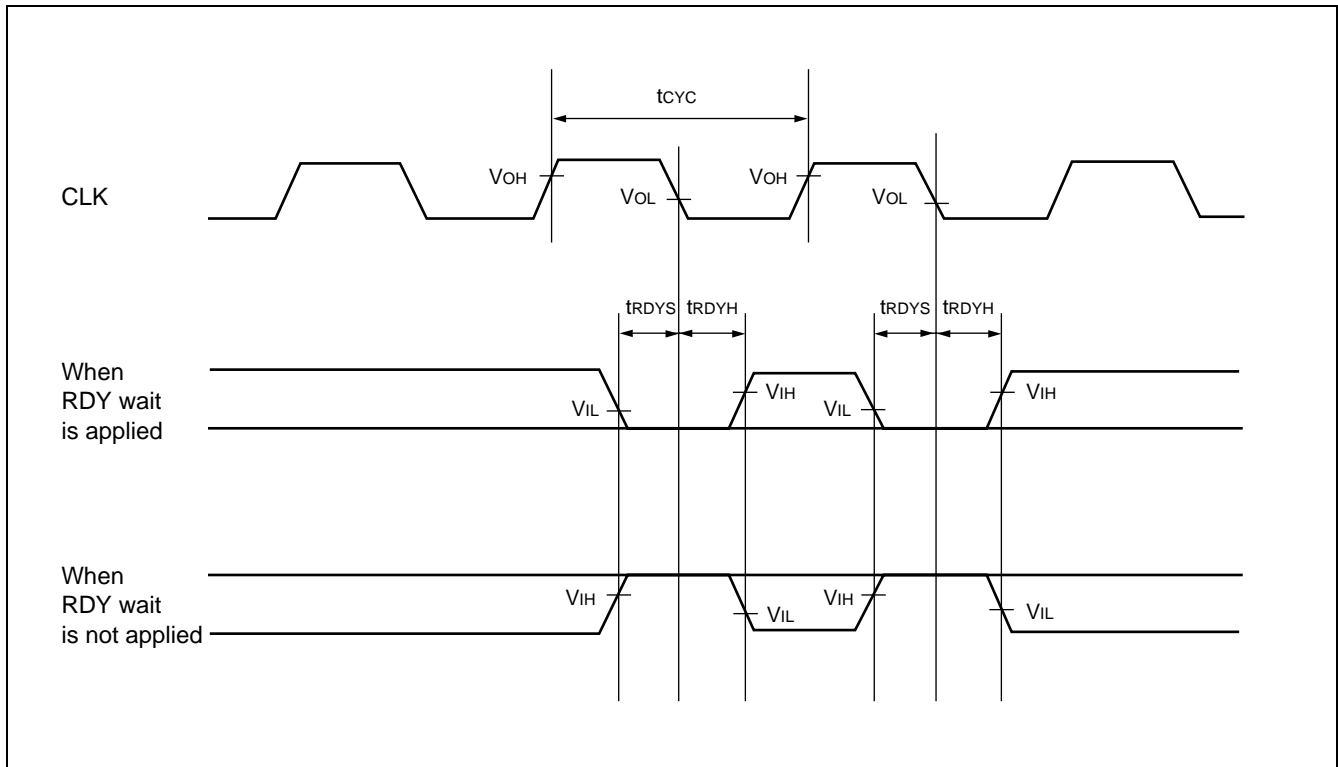 tCYC
CLK
VOH
VOL
VOH
VOL
tRDYS
tRDYH
tRDYS
tRDYH
When
RDY wait
is applied
VIL
VIH
VIL
VIH
When
RDY wait
is not applied
VIH
VIL
VIH
VIL